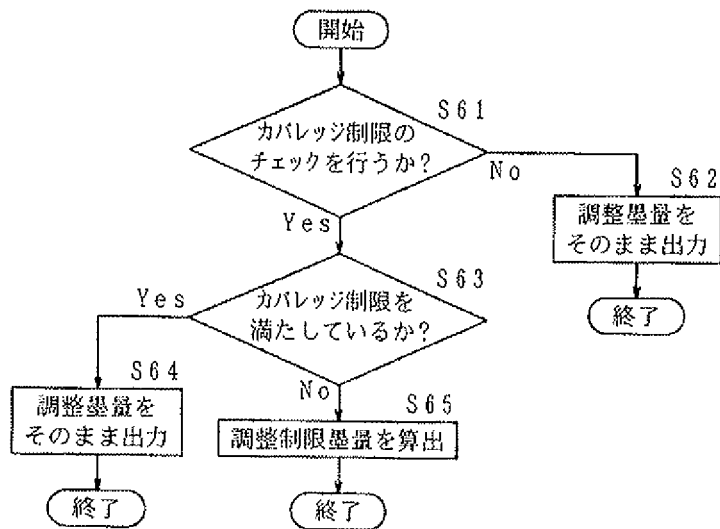 開始
S61
カバレッジ制限の
チェックを行うか?
No
Yes
S62
調整墨量を
そのまま出力
終了
S63
カバレッジ制限を
満たしているか?
Yes
No
S64
調整墨量を
そのまま出力
終了
S65
調整制限墨量を算出
終了